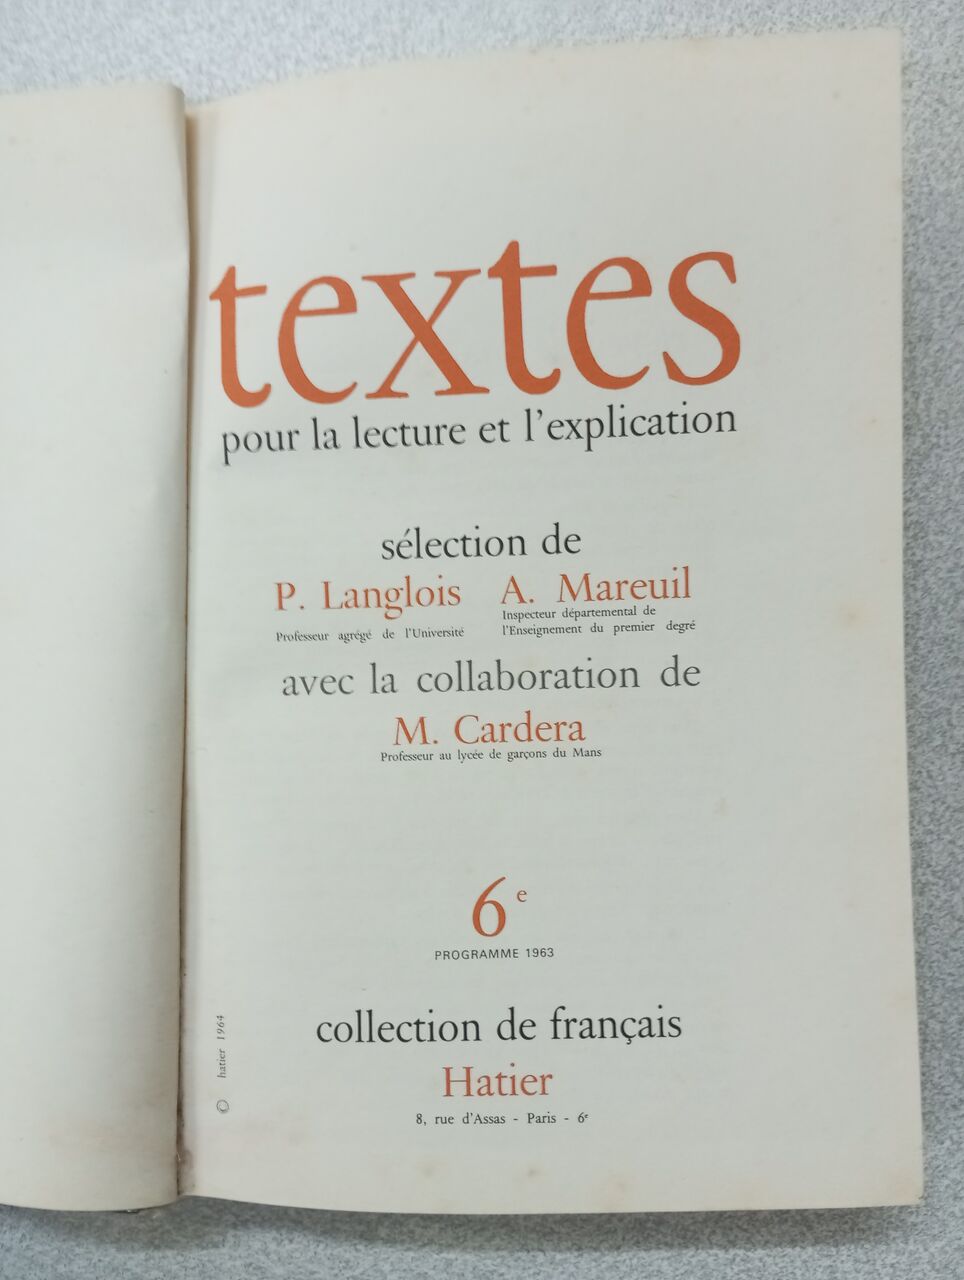 textes
pour la lecture et l'explication
sélection de
P. Langlois A. Mareuil
Professeur agrégé de l'Université
Inspecteur départemental de
l'Enseignement du premier degré
avec la collaboration de
M. Cardera
Professeur au lycée de garçons du Mans
6e
PROGRAMME 1963
collection de français
Hatier
8, rue d'Assas - Paris - 6e
© hatier 1964